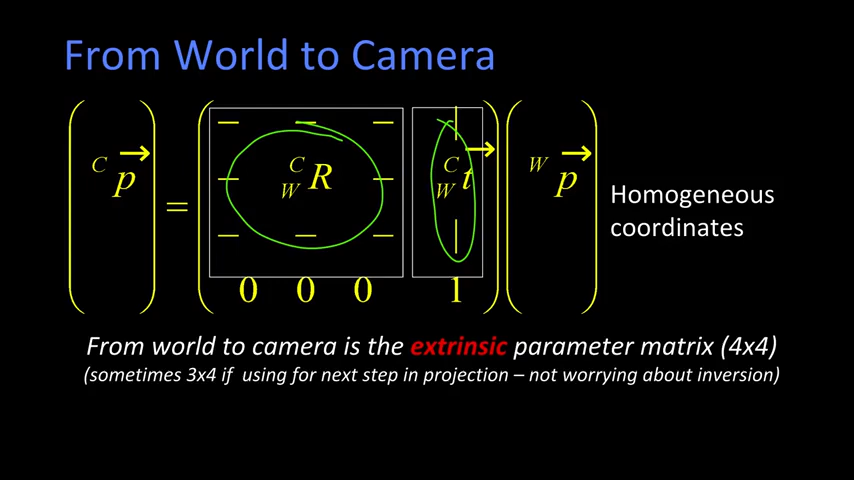 From World to Camera
C p = C W R C W t W p
0 0 0 1
Homogeneous
coordinates
From world to camera is the extrinsic parameter matrix (4x4)
(sometimes 3x4 if using for next step in projection – not worrying about inversion)